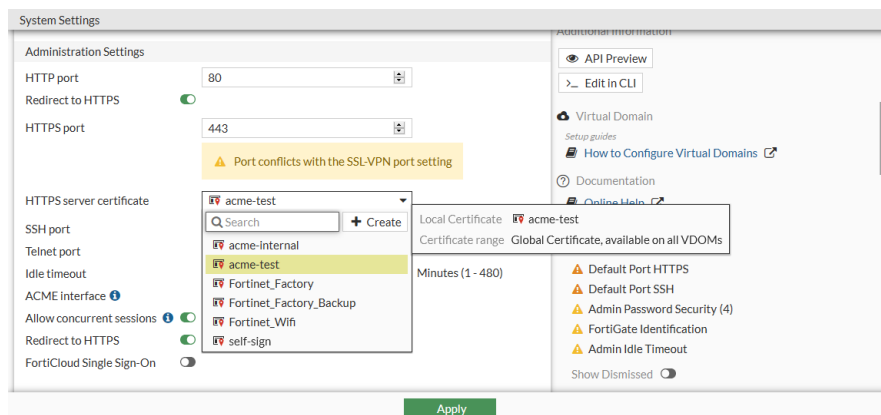 System Settings
Administration Settings
HTTP port
80
Redirect to HTTPS
HTTPS port
443
Port conflicts with the SSL-VPN port setting
HTTPS server certificate
acme-test
Search
+ Create
SSH port
acme-internal
Telnet port
acme-test
Idle timeout
Fortinet_Factory
Minutes (1 - 480)
ACME interface
Fortinet_Factory_Backup
Allow concurrent sessions
Fortinet_Wifi
Redirect to HTTPS
self-sign
FortiCloud Single Sign-On
Local Certificate acme-test
Certificate range Global Certificate, available on all VDOMs
Additional Information
API Preview
>_ Edit in CLI
Virtual Domain
Setup guides
How to Configure Virtual Domains
Documentation
Online Help
Default Port HTTPS
Default Port SSH
Admin Password Security (4)
FortiGate Identification
Admin Idle Timeout
Show Dismissed
Apply